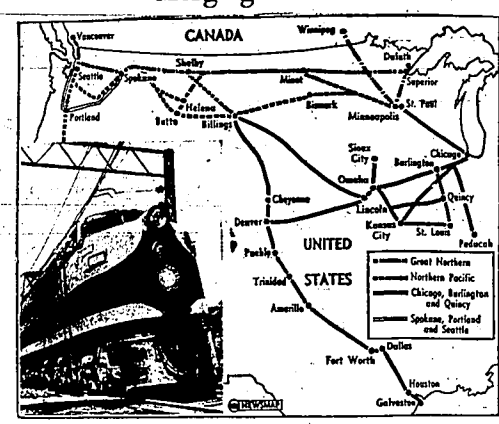 CANADA
Vancouver
Winnipeg
Seattle
Spokane
Shelby
Minot
Duluth
Superior
Portland
Helena
Butte
Billings
Bismark
St. Paul
Minneapolis
Chicago
Sioux
City
Burlington
Omaha
Lincoln
Quincy
Kansas
City
St. Louis
Paducah
Cheyenne
Denver
Pueblo
Trinidad
Amarillo
UNITED
STATES
Great Northern
Northern Pacific
Chicago, Burlington
and Quincy
Spokane, Portland
and Seattle
Fort Worth
Dallas
Houston
Galveston
NEWSMAP